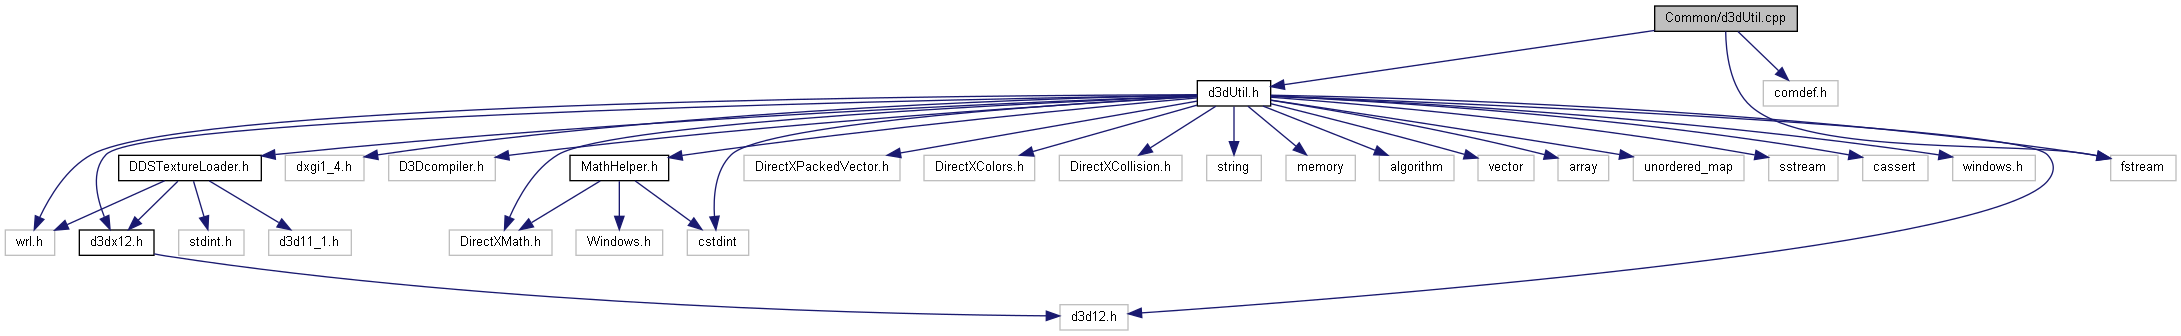 Common/d3dUtil.cpp
d3dUtil.h
comdef.h
DDSTextureLoader.h
dxgi1_4.h
D3Dcompiler.h
MathHelper.h
DirectXPackedVector.h
DirectXColors.h
DirectXCollision.h
string
memory
algorithm
vector
array
unordered_map
sstream
cassert
windows.h
fstream
wrl.h
d3dx12.h
stdint.h
d3d11_1.h
DirectXMath.h
Windows.h
cstdint
d3d12.h